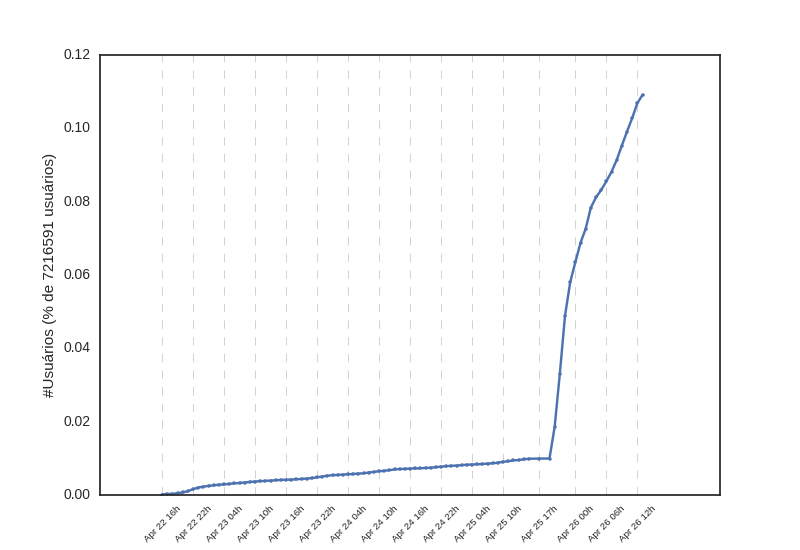 0.12
0.10
0.08
0.06
0.04
0.02
0.00
#Usuários (% de 7216591 usuários)
Apr 22 16h
Apr 22 22h
Apr 23 04h
Apr 23 10h
Apr 23 16h
Apr 23 22h
Apr 24 04h
Apr 24 10h
Apr 24 16h
Apr 24 22h
Apr 25 04h
Apr 25 10h
Apr 25 17h
Apr 26 00h
Apr 26 06h
Apr 26 12h